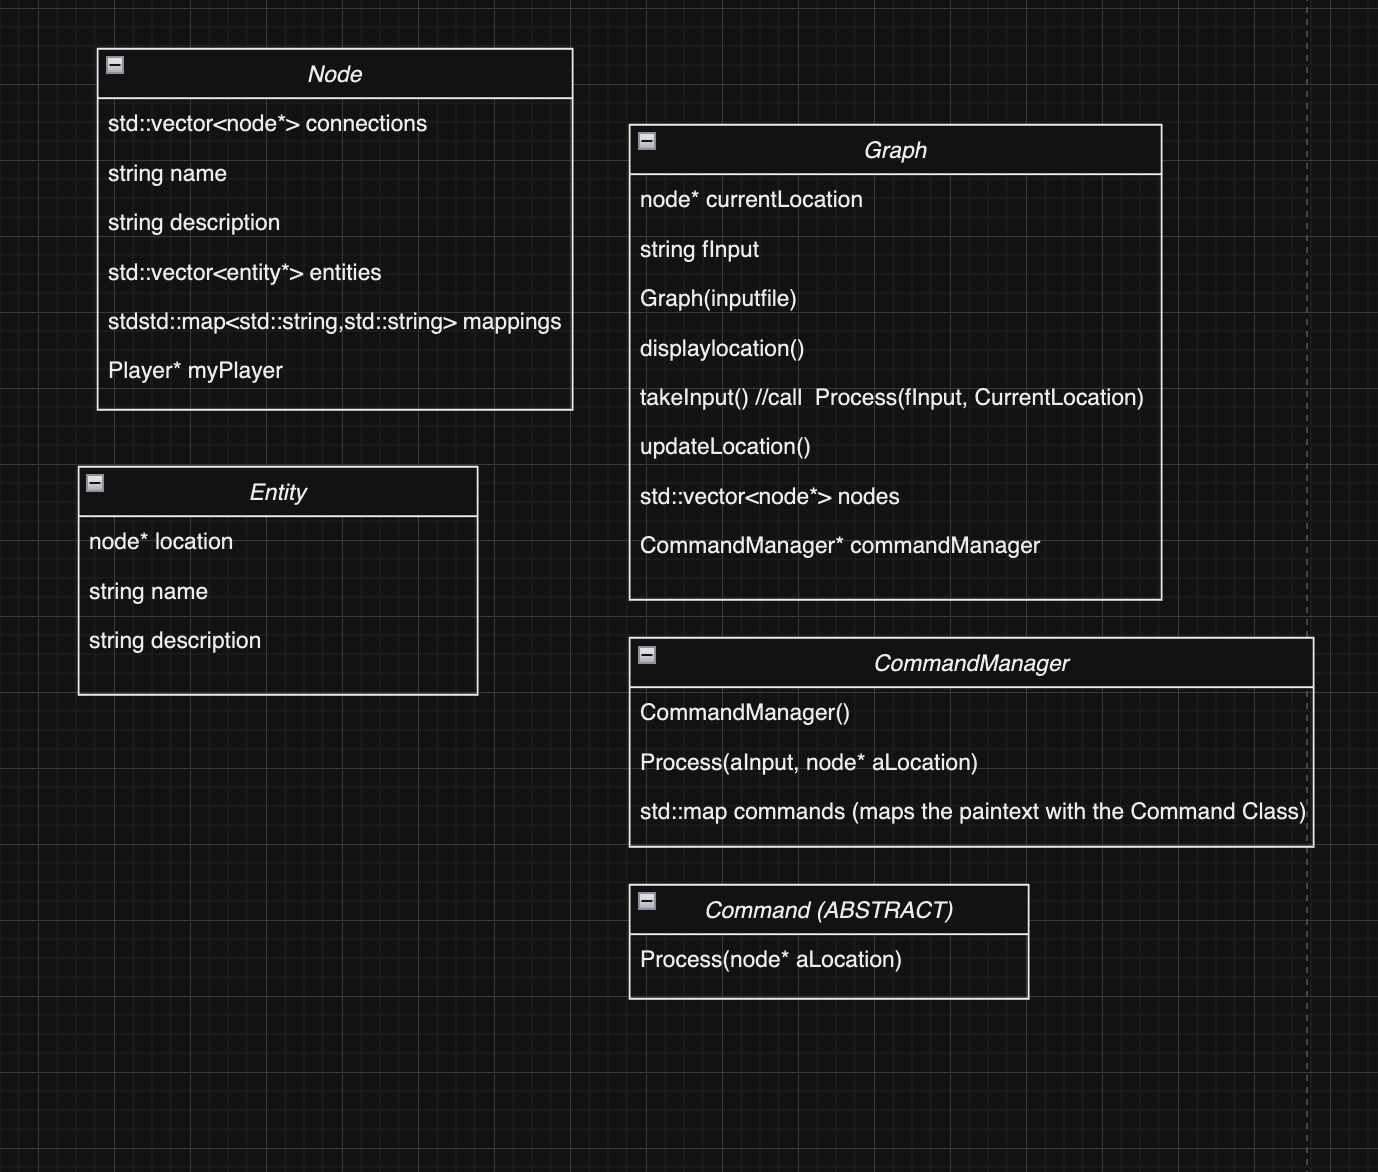 Node
std::vector<node*> connections
string name
string description
std::vector<entity*> entities
stdstd::map<std::string,std::string> mappings
Player* myPlayer
Entity
node* location
string name
string description
Graph
node* currentLocation
string fInput
Graph(inputfile)
displaylocation()
takeInput() //call  Process(fInput, CurrentLocation)
updateLocation()
std::vector<node*> nodes
CommandManager* commandManager
CommandManager
CommandManager()
Process(aInput, node* aLocation)
std::map commands (maps the paintext with the Command Class)
Command (ABSTRACT)
Process(node* aLocation)